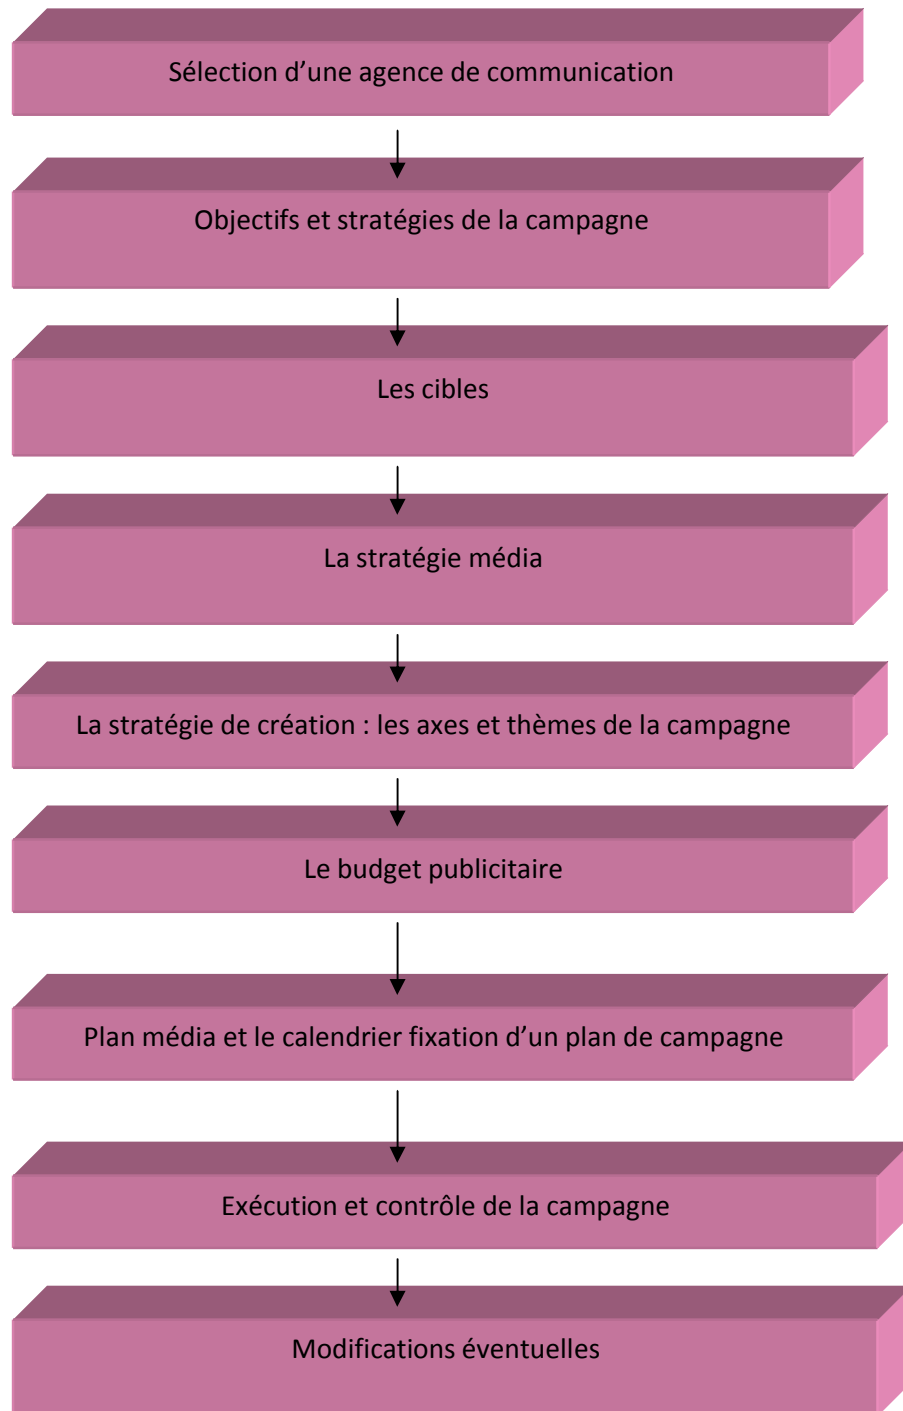 Sélection d’une agence de communication
Objectifs et stratégies de la campagne
Les cibles
La stratégie média
La stratégie de création : les axes et thèmes de la campagne
Le budget publicitaire
Plan média et le calendrier fixation d’un plan de campagne
Exécution et contrôle de la campagne
Modifications éventuelles